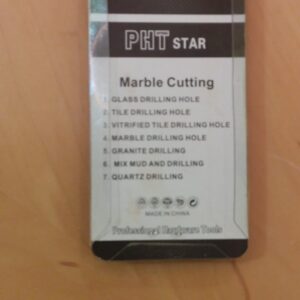 PHT STAR
Marble Cutting
1. GLASS DRILLING HOLE
2. TILE DRILLING HOLE
3. VITRIFIED TILE DRILLING HOLE
4. MARBLE DRILLING HOLE
5. GRANITE DRILLING
6. MIX MUD AND DRILLING
7. QUARTZ DRILLING
MADE IN CHINA
Professional Hardware Tools